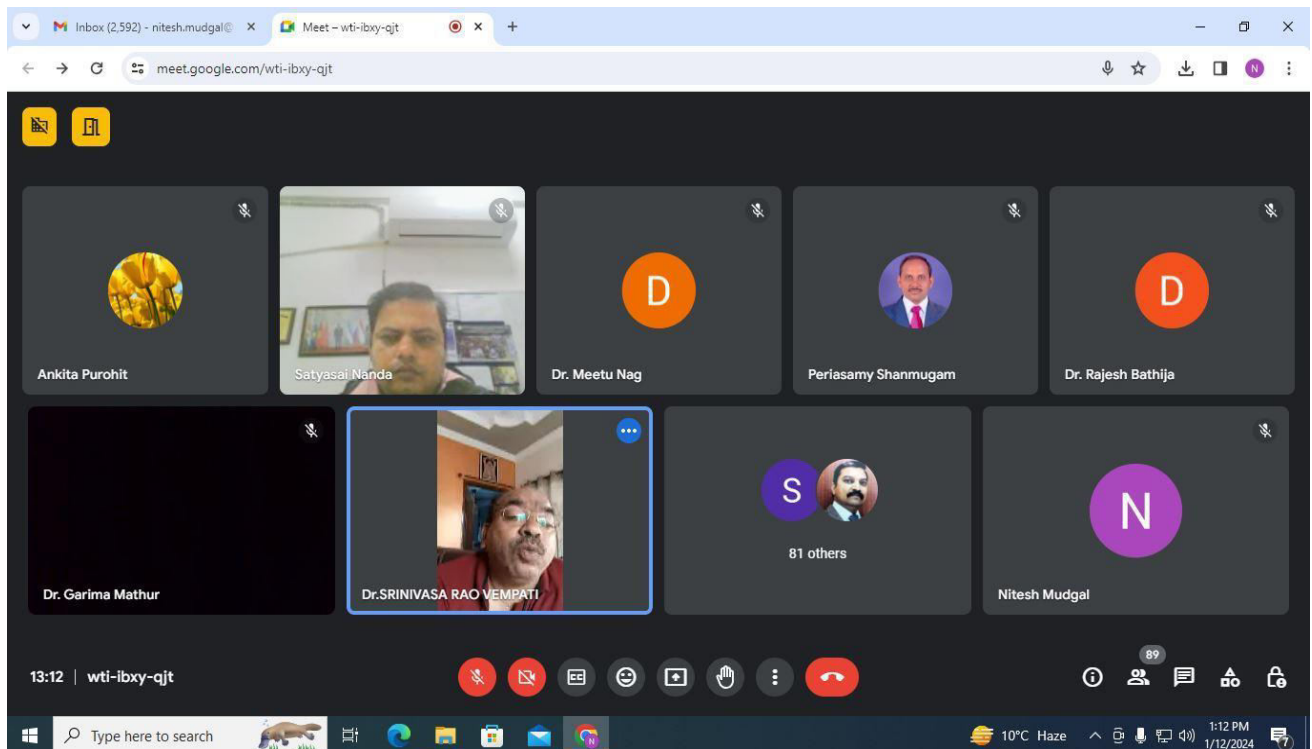 Inbox (2,592) - nitesh.mudgal@
Meet – wti-ibxy-qjt
meet.google.com/wti-ibxy-qjt
N
D
D
Ankita Purohit
Satyasai Nanda
Dr. Meetu Nag
Periasamy Shanmugam
Dr. Rajesh Bathija
S
N
81 others
Dr. Garima Mathur
Dr.SRINIVASA RAO VEMPATI
Nitesh Mudgal
13:12 | wti-ibxy-qjt
CC
89
Type here to search
10°C Haze
1:12 PM
1/12/2024